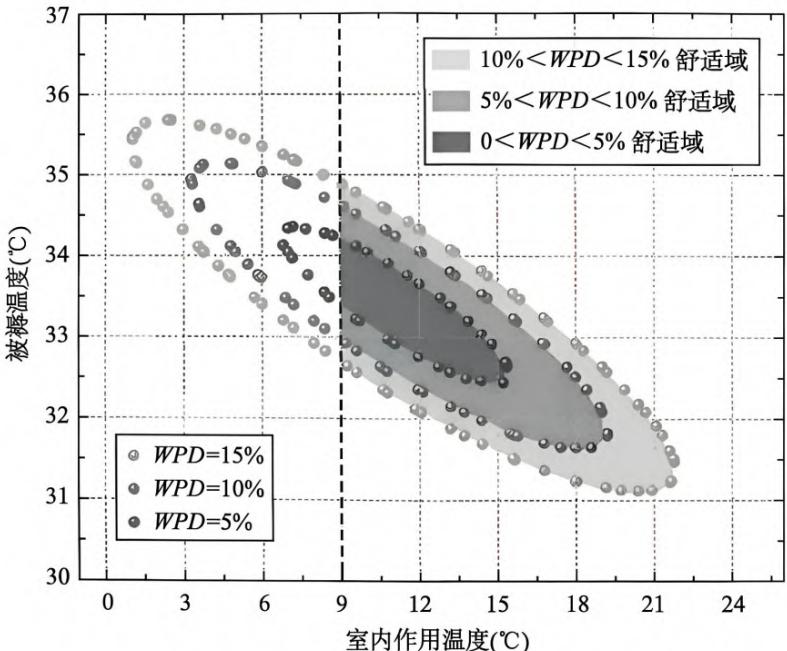 37
36
35
34
33
32
31
30
被褥温度(℃)
10%＜WPD＜15% 舒适域
5%＜WPD＜10% 舒适域
0＜WPD＜5% 舒适域
WPD=15%
WPD=10%
WPD=5%
0 3 6 9 12 15 18 21 24
室内作用温度(℃)